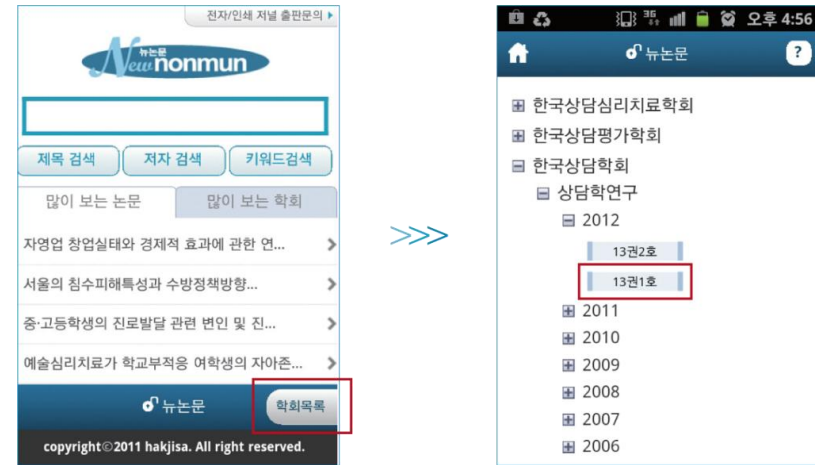 전자/인쇄 저널 출판문의
뉴논문
Newnonmun
제목 검색
저자 검색
키워드검색
많이 보는 논문
많이 보는 학회
자영업 창업실태와 경제적 효과에 관한 연...
서울의 침수피해특성과 수방정책방향...
중·고등학생의 진로발달 관련 변인 및 진...
예술심리치료가 학교부적응 여학생의 자아존...
뉴논문
학회목록
copyright©2011 hakjisa. All right reserved.
>>>
오후 4:56
뉴논문
?
한국상담심리치료학회
한국상담평가학회
한국상담학회
상담학연구
2012
13권2호
13권1호
2011
2010
2009
2008
2007
2006